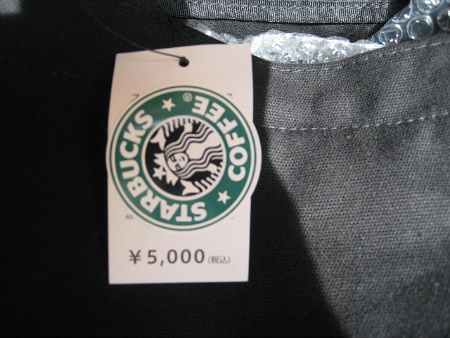 STARBUCKS
COFFEE
®
¥5,000(税込)